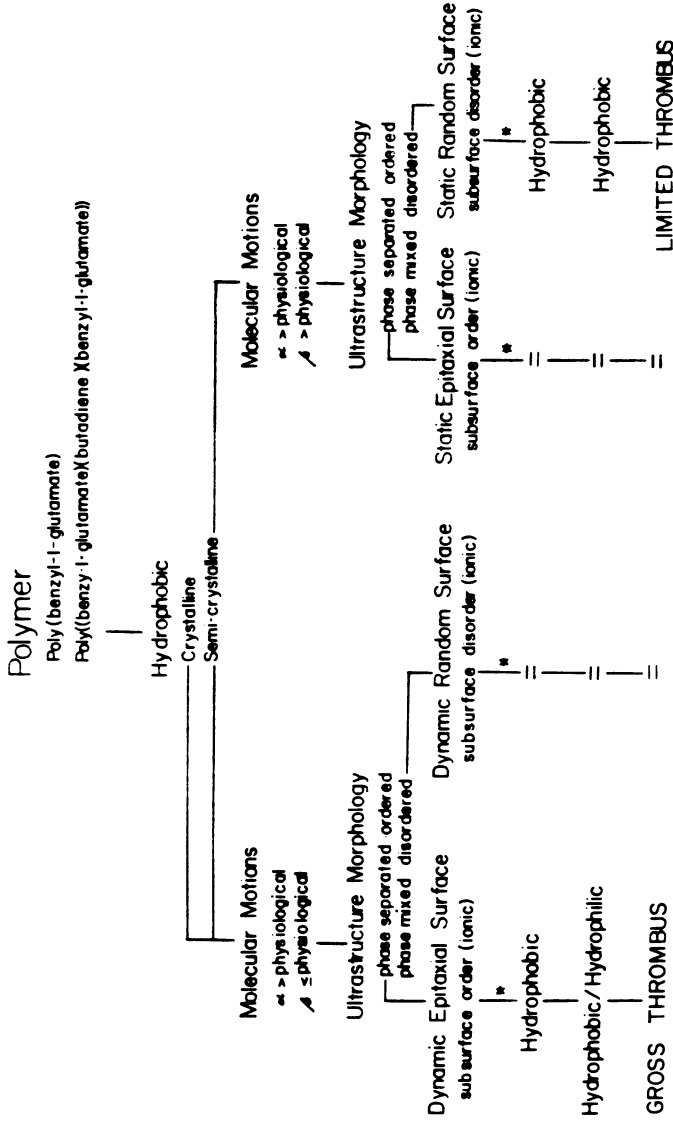 Polymer
Poly(benzyl-l-glutamate)
Poly((benzy·l·glutamate)(butadiene)(benzyl·l·glutamate))
Hydrophobic
Crystalline
Semi-crystalline
Molecular Motions
α > physiological
β ≤ physiological
Ultrastructure Morphology
phase separated ordered
phase mixed disordered
Dynamic Epitaxial Surface
subsurface order (ionic)
*
Hydrophobic
Hydrophobic/Hydrophilic
GROSS THROMBUS
Dynamic Random Surface
subsurface disorder (ionic)
*
=
=
=
Molecular Motions
α > physiological
β > physiological
Ultrastructure Morphology
phase separated ordered
phase mixed disordered
Static Epitaxial Surface
subsurface order (ionic)
*
=
=
=
Static Random Surface
subsurface disorder (ionic)
*
Hydrophobic
Hydrophobic
LIMITED THROMBUS